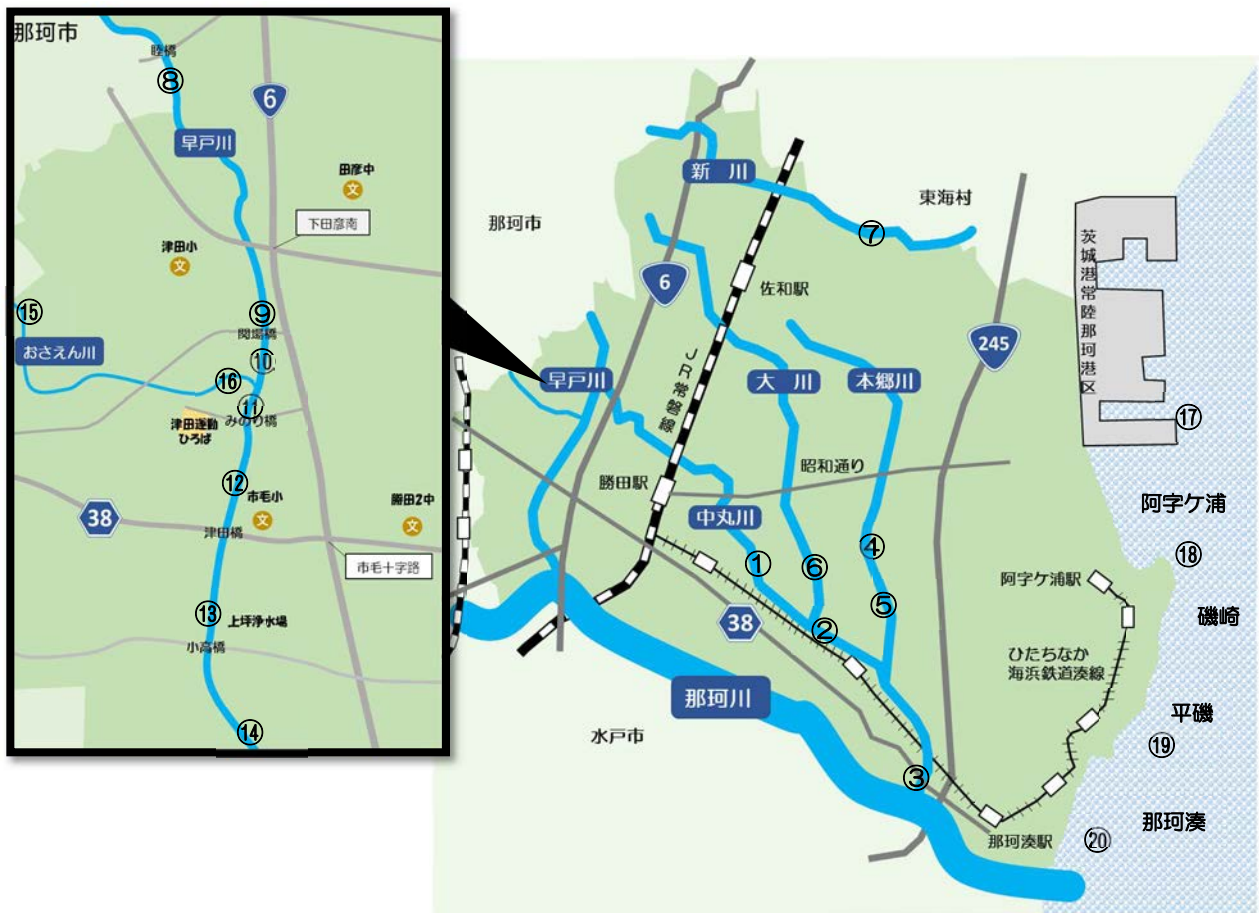 那珂市
睦橋
⑧
6
早戸川
田彦中
文
下田彦南
津田小
文
⑮
⑨
関場橋
おさえん川
⑩
⑯
⑪
みのり橋
津田運動
ひろば
⑫
市毛小
文
勝田2中
文
38
津田橋
市毛十字路
⑬
上坪浄水場
小高橋
⑭
新 川
東海村
那珂市
⑦
6
佐和駅
茨城港常陸那珂港区
245
JR常磐線
早戸川
大 川
本郷川
⑰
昭和通り
勝田駅
阿字ケ浦
中丸川
①
⑥
④
⑱
阿字ケ浦駅
⑤
38
②
磯崎
ひたちなか
海浜鉄道湊線
那珂川
平磯
水戸市
⑲
③
那珂湊
那珂湊駅
⑳